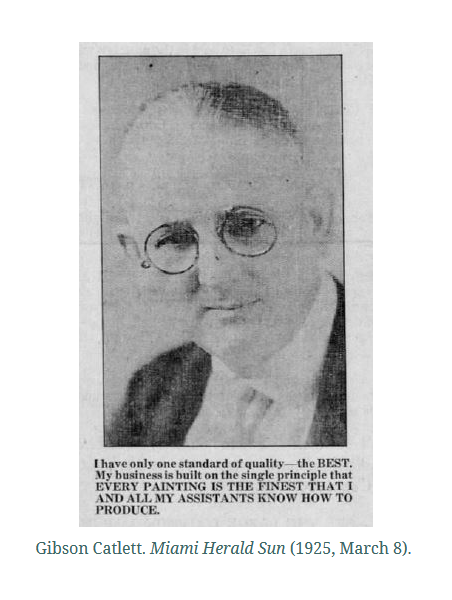 I have only one standard of quality—the BEST.
My business is built on the single principle that
EVERY PAINTING IS THE FINEST THAT I
AND ALL MY ASSISTANTS KNOW HOW TO
PRODUCE.
Gibson Catlett. Miami Herald Sun (1925, March 8).